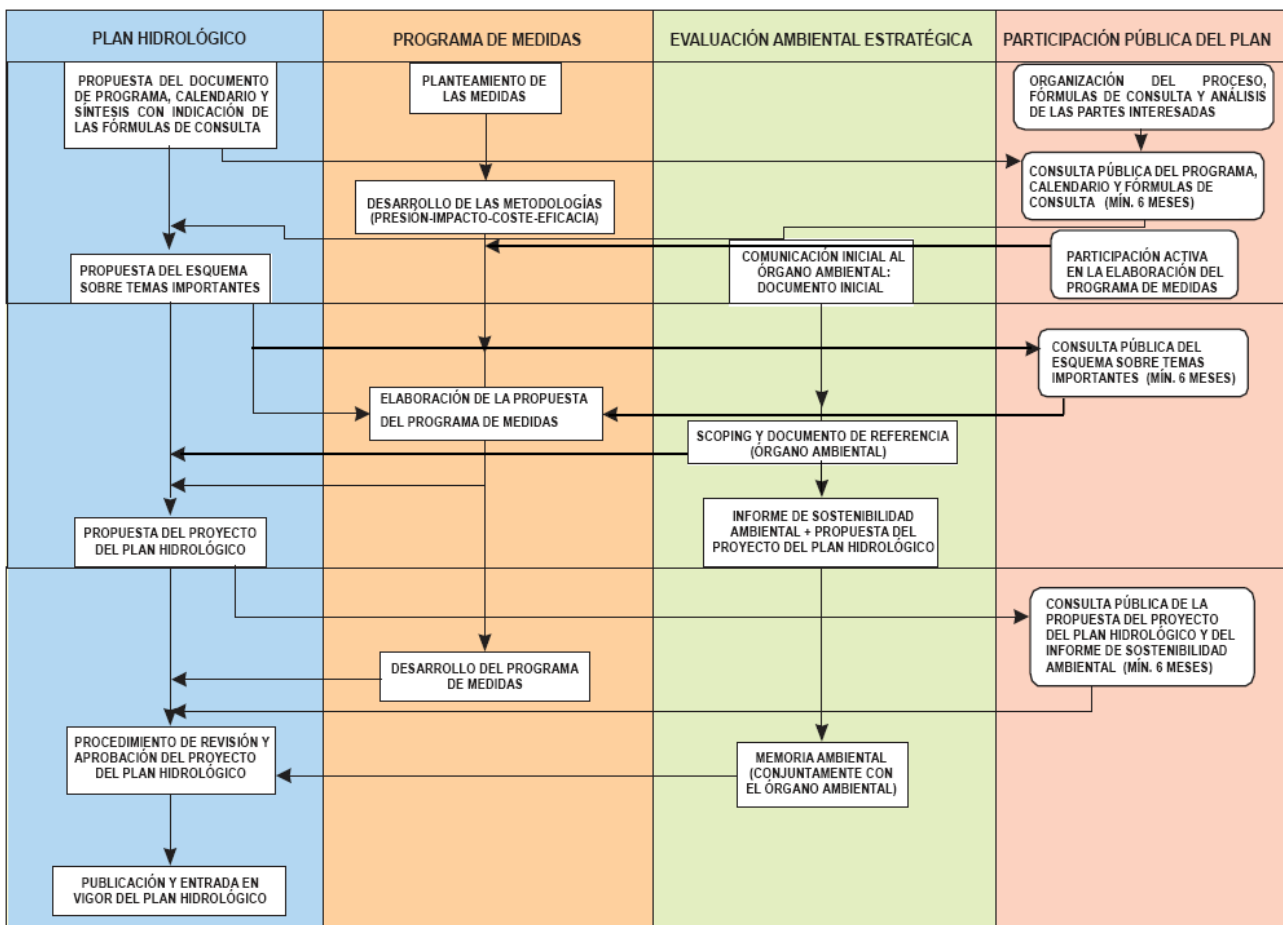 PLAN HIDROLÓGICO
PROGRAMA DE MEDIDAS
EVALUACIÓN AMBIENTAL ESTRATÉGICA
PARTICIPACIÓN PÚBLICA DEL PLAN
PROPUESTA DEL DOCUMENTO
DE PROGRAMA, CALENDARIO Y
SÍNTESIS CON INDICACIÓN DE
LAS FÓRMULAS DE CONSULTA
PLANTEAMIENTO DE
LAS MEDIDAS
ORGANIZACIÓN DEL PROCESO,
FÓRMULAS DE CONSULTA Y ANÁLISIS
DE LAS PARTES INTERESADAS
CONSULTA PÚBLICA DEL PROGRAMA,
CALENDARIO Y FÓRMULAS DE
CONSULTA (MÍN. 6 MESES)
DESARROLLO DE LAS METODOLOGÍAS
(PRESIÓN-IMPACTO-COSTE-EFICACIA)
PROPUESTA DEL ESQUEMA
SOBRE TEMAS IMPORTANTES
COMUNICACIÓN INICIAL AL
ÓRGANO AMBIENTAL:
DOCUMENTO INICIAL
PARTICIPACIÓN ACTIVA
EN LA ELABORACIÓN DEL
PROGRAMA DE MEDIDAS
CONSULTA PÚBLICA DEL
ESQUEMA SOBRE TEMAS
IMPORTANTES (MÍN. 6 MESES)
ELABORACIÓN DE LA PROPUESTA
DEL PROGRAMA DE MEDIDAS
SCOPING Y DOCUMENTO DE REFERENCIA
(ÓRGANO AMBIENTAL)
PROPUESTA DEL PROYECTO
DEL PLAN HIDROLÓGICO
INFORME DE SOSTENIBILIDAD
AMBIENTAL + PROPUESTA DEL
PROYECTO DEL PLAN HIDROLÓGICO
CONSULTA PÚBLICA DE LA
PROPUESTA DEL PROYECTO
DEL PLAN HIDROLÓGICO Y DEL
INFORME DE SOSTENIBILIDAD
AMBIENTAL (MÍN. 6 MESES)
DESARROLLO DEL PROGRAMA
DE MEDIDAS
PROCEDIMIENTO DE REVISIÓN Y
APROBACIÓN DEL PROYECTO
DEL PLAN HIDROLÓGICO
MEMORIA AMBIENTAL
(CONJUNTAMENTE CON
EL ÓRGANO AMBIENTAL)
PUBLICACIÓN Y ENTRADA EN
VIGOR DEL PLAN HIDROLÓGICO